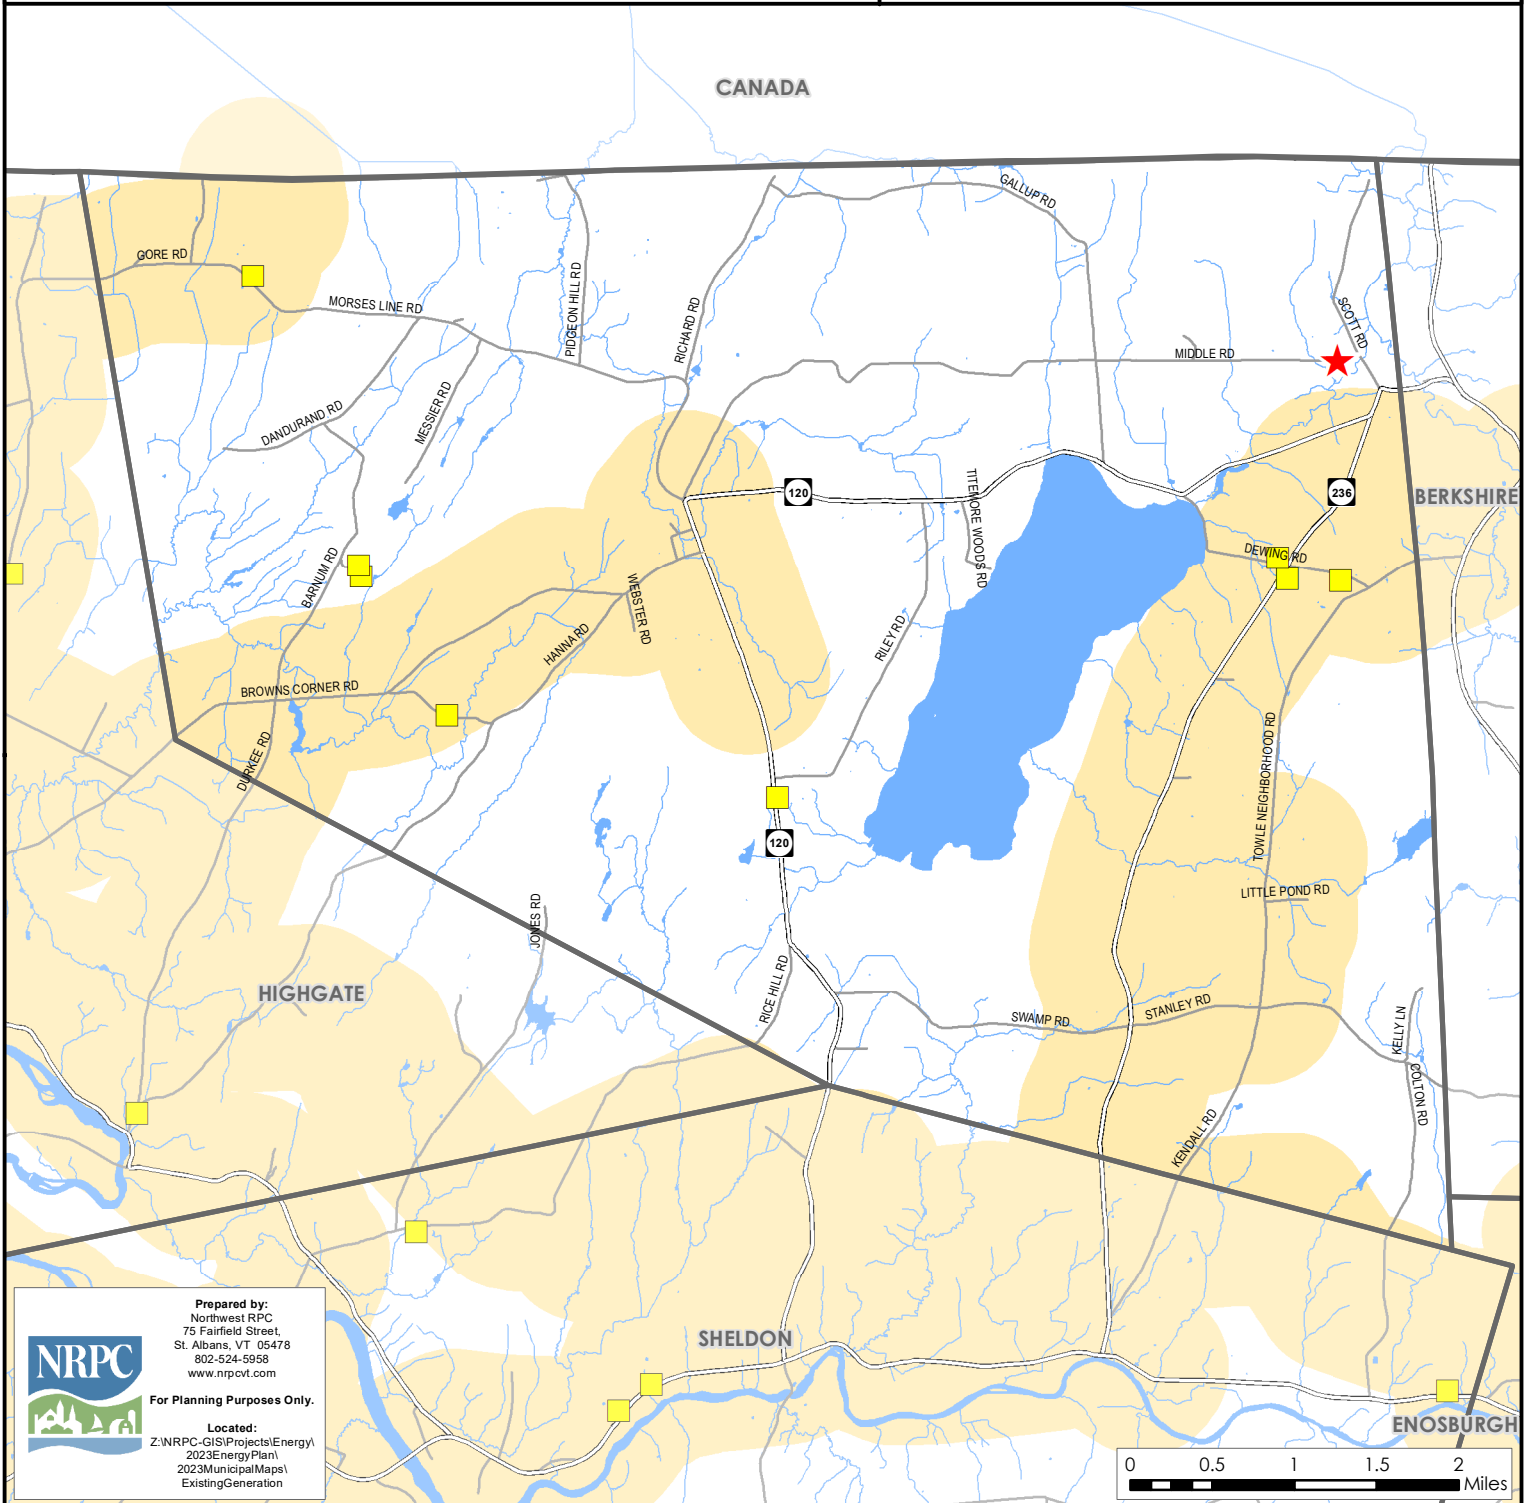 CANADA
GALLUP RD
GORE RD
MORSES LINE RD
PIDGEON HILL RD
RICHARD RD
SCOTT RD
MIDDLE RD
DANDURAND RD
MESSIER RD
120
TITEMORE WOODS RD
236
BERKSHIRE
DEWING RD
BARNUM RD
WEBSTER RD
HANNA RD
RILEY RD
BROWNS CORNER RD
DURKEE RD
TOWLE NEIGHBORHOOD RD
120
LITTLE POND RD
JONES RD
HIGHGATE
RICE HILL RD
SWAMP RD
STANLEY RD
KELLY LN
COLTON RD
KENDALL RD
SHELDON
ENOSBURGH
NRPC
Prepared by:
Northwest RPC
75 Fairfield Street,
St. Albans, VT 05478
802-524-5958
www.nrpcvt.com
For Planning Purposes Only.
Located:
Z:\NRPC-GIS\Projects\Energy\
2023EnergyPlan\
2023MunicipalMaps\
ExistingGeneration
0 0.5 1 1.5 2
Miles